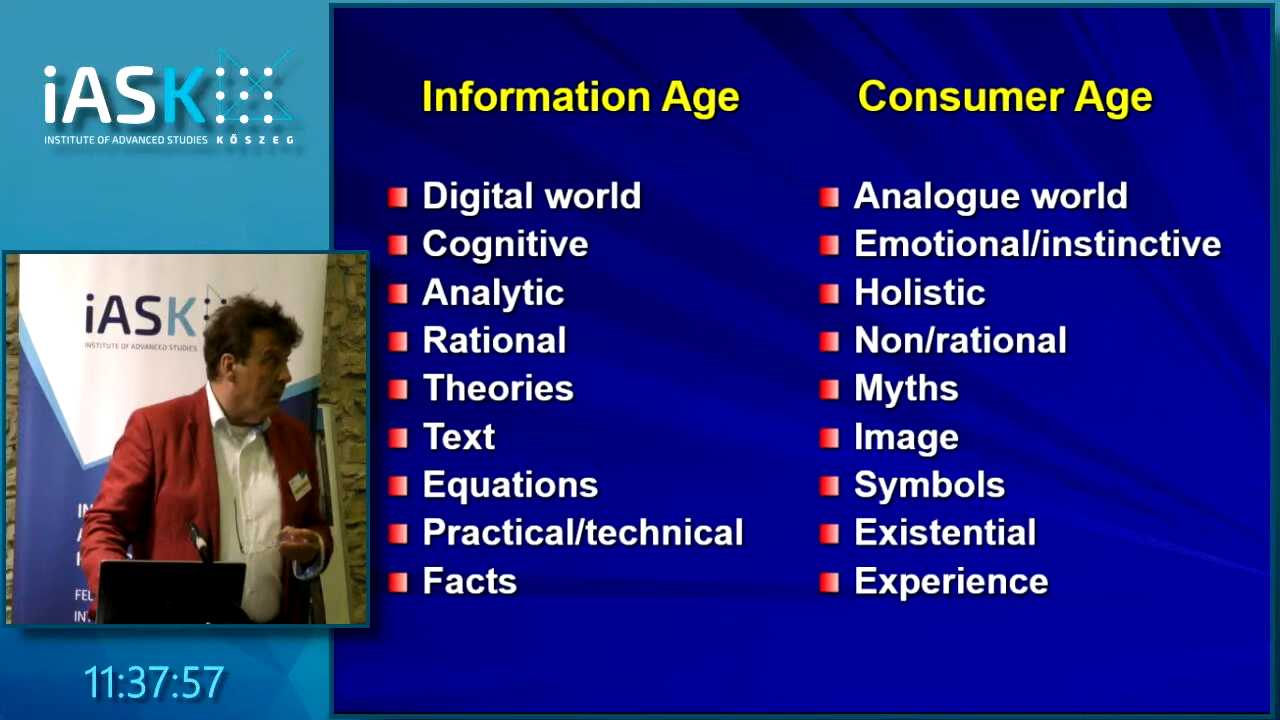 iASK
INSTITUTE OF ADVANCED STUDIES KŐSZEG
Information Age
Digital world
Cognitive
Analytic
Rational
Theories
Text
Equations
Practical/technical
Facts
Consumer Age
Analogue world
Emotional/instinctive
Holistic
Non/rational
Myths
Image
Symbols
Existential
Experience
iASK
INSTITUTE OF ADVANCED STUDIES
11:37:57